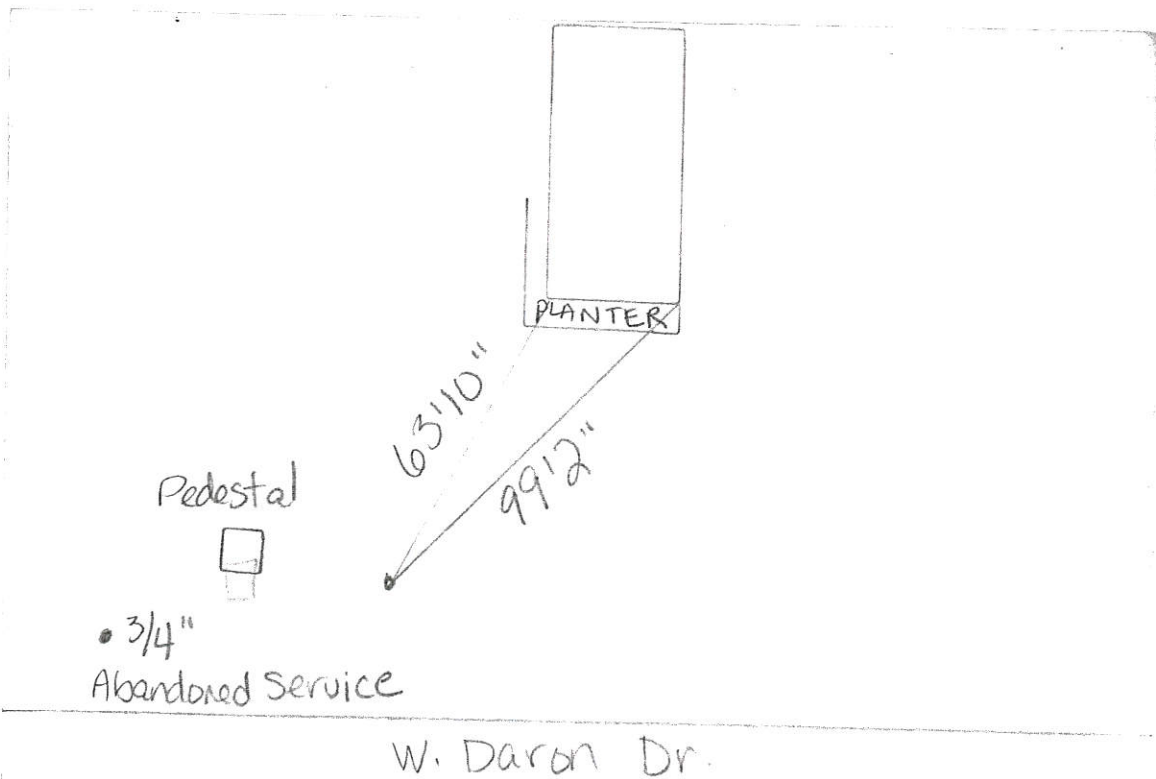 PLANTER
63'10"
99'2"
Pedestal
• 3/4"
Abandoned Service
W. Daron Dr.